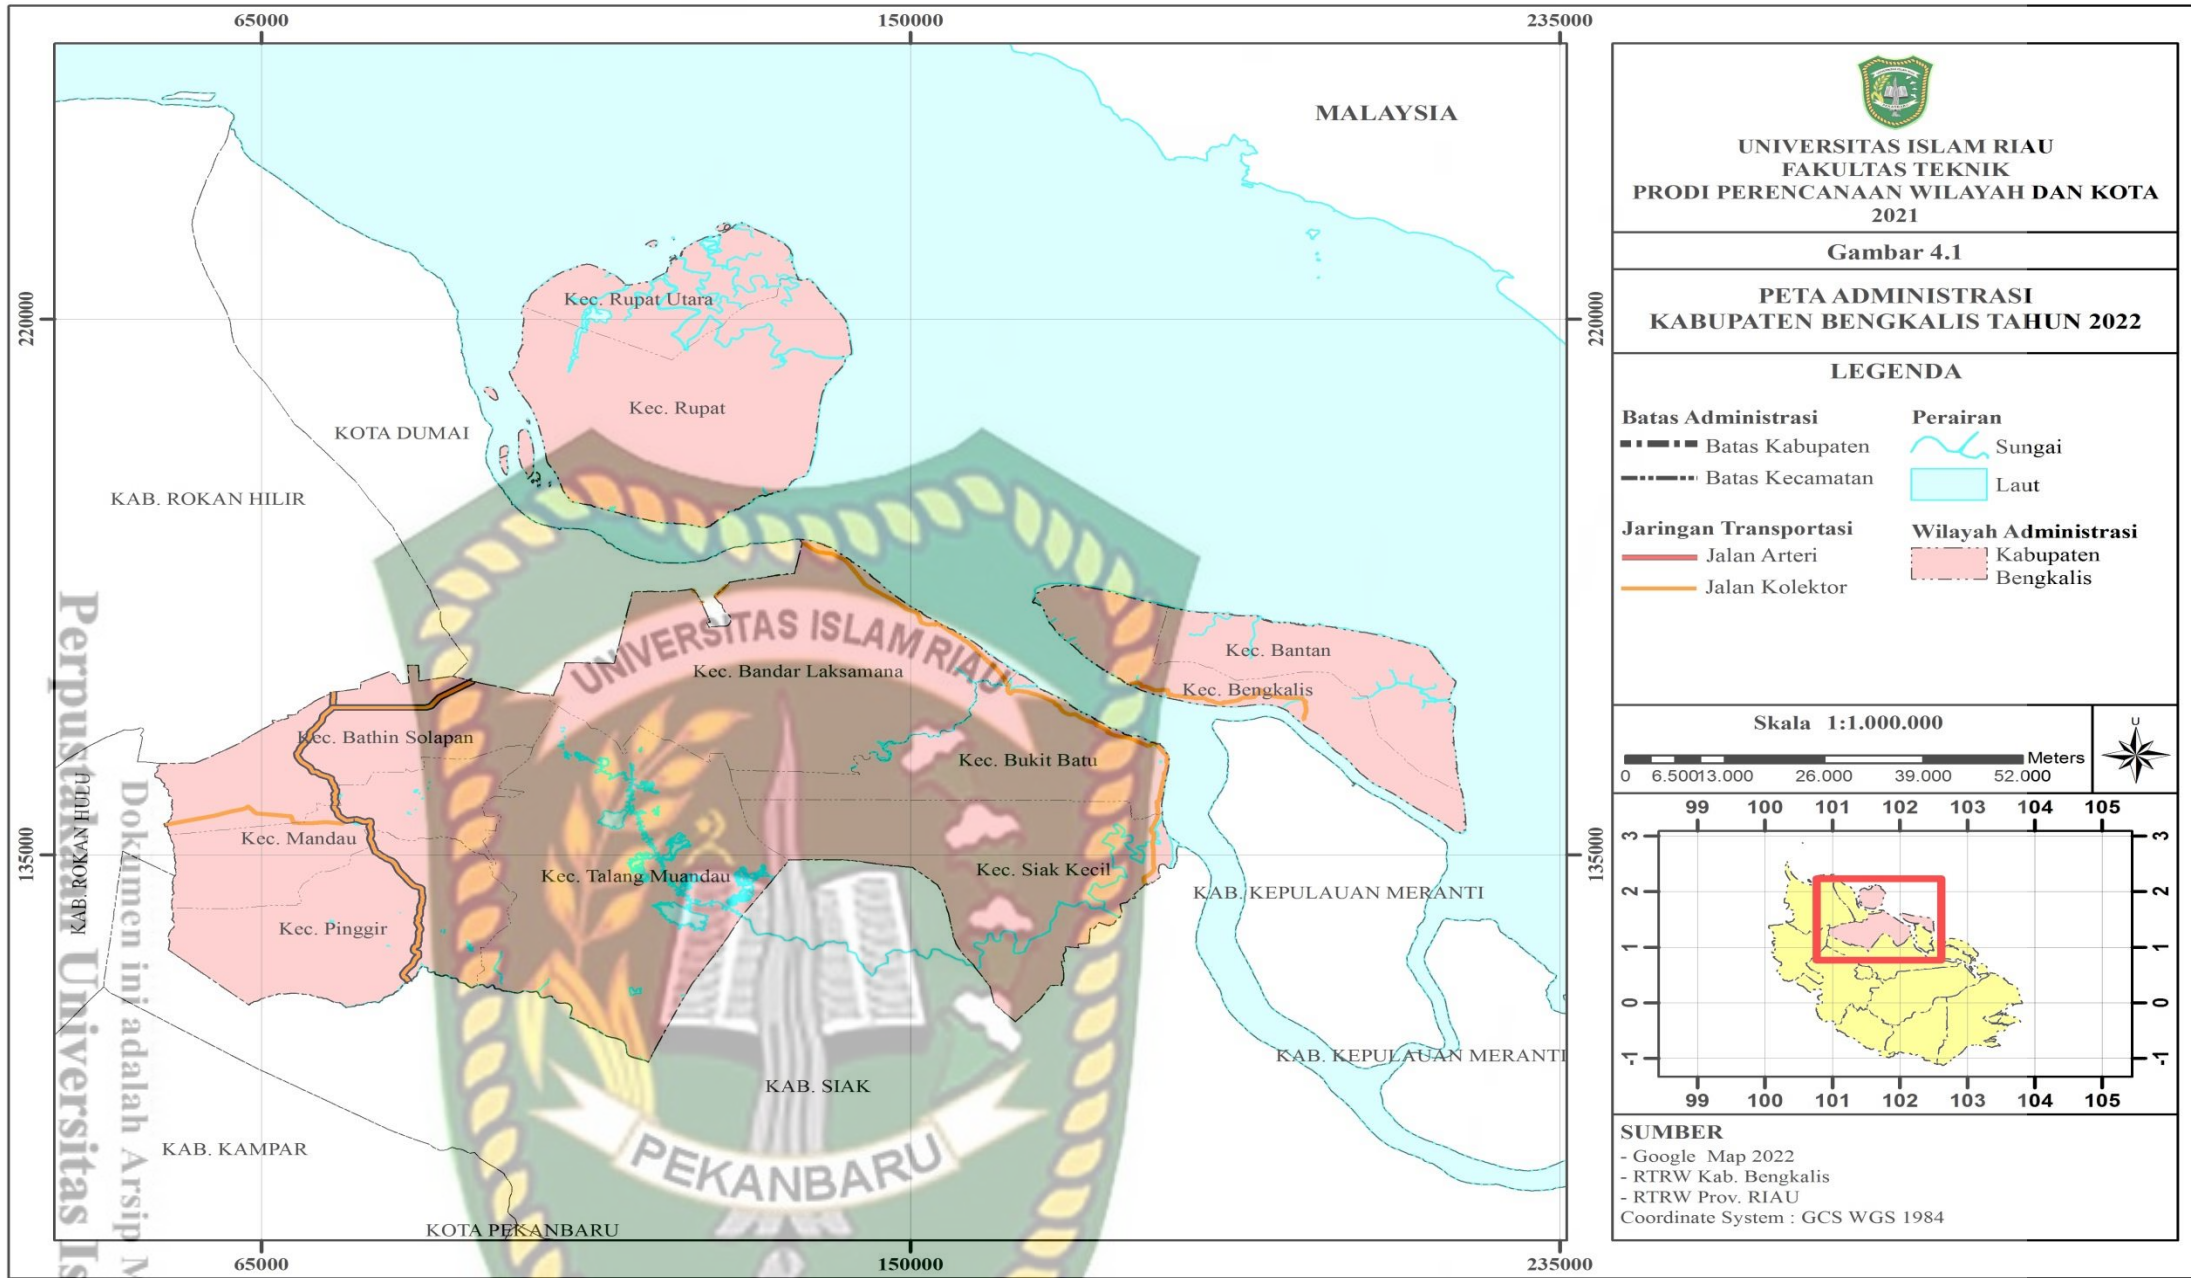 65000
150000
235000
220000
220000
135000
135000
65000
150000
235000
MALAYSIA
Kec. Rupat Utara
Kec. Rupat
KOTA DUMAI
KAB. ROKAN HILIR
Kec. Bandar Laksamana
Kec. Bantan
Kec. Bengkalis
Kec. Bathin Solapan
Kec. Bukit Batu
KAB. ROKAN HULU
Kec. Mandau
Kec. Talang Muandau
Kec. Siak Kecil
KAB. KEPULAUAN MERANTI
Kec. Pinggir
KAB. KEPULAUAN MERANTI
KAB. SIAK
KAB. KAMPAR
KOTA PEKANBARU
UNIVERSITAS ISLAM RIAU
PEKANBARU
Perpustakaan Universitas Is
Dokumen ini adalah Arsip M
UNIVERSITAS ISLAM RIAU
FAKULTAS TEKNIK
PRODI PERENCANAAN WILAYAH DAN KOTA
2021
Gambar 4.1
PETA ADMINISTRASI
KABUPATEN BENGKALIS TAHUN 2022
LEGENDA
Batas Administrasi
Batas Kabupaten
Batas Kecamatan
Jaringan Transportasi
Jalan Arteri
Jalan Kolektor
Perairan
Sungai
Laut
Wilayah Administrasi
Kabupaten
Bengkalis
Skala 1:1.000.000
Meters
0 6.500 13.000 26.000 39.000 52.000
U
99 100 101 102 103 104 105
3 3
2 2
1 1
0 0
-1 -1
99 100 101 102 103 104 105
SUMBER
- Google Map 2022
- RTRW Kab. Bengkalis
- RTRW Prov. RIAU
Coordinate System : GCS WGS 1984